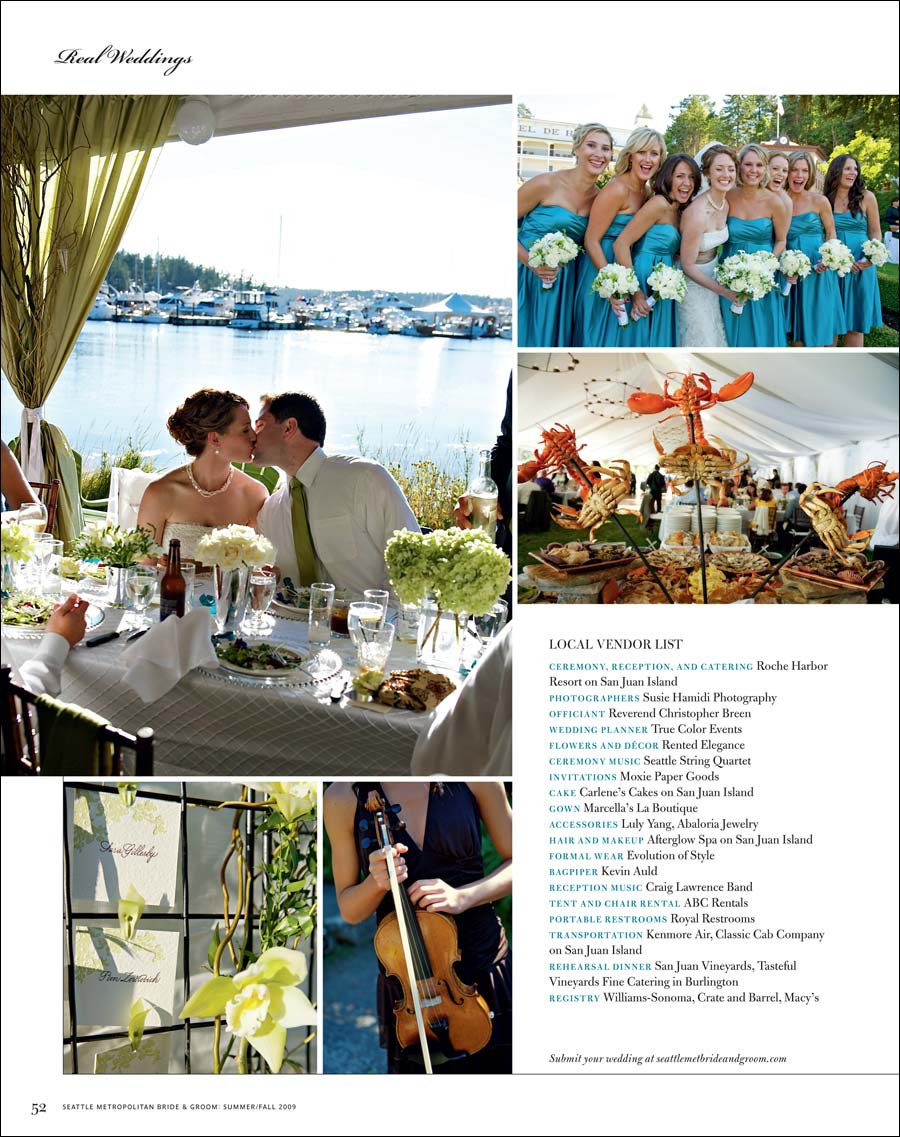 Real Weddings
EL DE
Sara Gillesby
LOCAL VENDOR LIST
CEREMONY, RECEPTION, AND CATERING Roche Harbor
Resort on San Juan Island
PHOTOGRAPHERS Susie Hamidi Photography
OFFICIANT Reverend Christopher Breen
WEDDING PLANNER True Color Events
FLOWERS AND DÉCOR Rented Elegance
CEREMONY MUSIC Seattle String Quartet
INVITATIONS Moxie Paper Goods
CAKE Carlene's Cakes on San Juan Island
GOWN Marcella's La Boutique
ACCESSORIES Luly Yang, Abaloria Jewelry
HAIR AND MAKEUP Afterglow Spa on San Juan Island
FORMAL WEAR Evolution of Style
BAGPIPER Kevin Auld
RECEPTION MUSIC Craig Lawrence Band
TENT AND CHAIR RENTAL ABC Rentals
PORTABLE RESTROOMS Royal Restrooms
TRANSPORTATION Kenmore Air, Classic Cab Company
on San Juan Island
REHEARSAL DINNER San Juan Vineyards, Tasteful
Vineyards Fine Catering in Burlington
REGISTRY Williams-Sonoma, Crate and Barrel, Macy's
Submit your wedding at seattlemetbrideandgroom.com
52 SEATTLE METROPOLITAN BRIDE & GROOM: SUMMER/FALL 2009